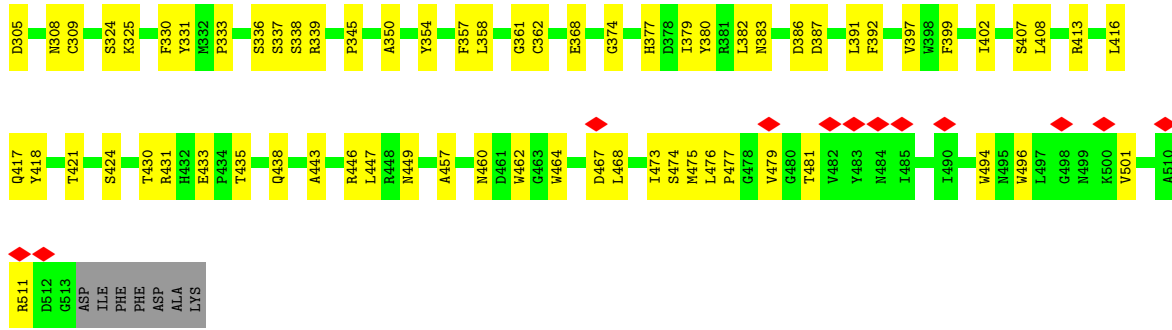 D305 N308 C309 S324 K325 F330 Y331 M332 P333 S336 S337 S338 R339 P345 A350 Y354 F357 L358 G361 C362 E368 G374 H377 D378 I379 Y380 R381 L382 N383 D386 D387 L391 F392 V397 W398 F399 I402 S407 L408 R413 L416
Q417 Y418 T421 S424 T430 R431 H432 E433 P434 T435 Q438 A443 R446 L447 R448 N449 A457 N460 D461 W462 G463 W464 D467 L468 I473 S474 M475 L476 P477 G478 V479 G480 T481 V482 Y483 N484 I485 I490 W494 N495 W496 L497 G498 N499 K500 V501 A510
R511 D512 G513 ASP ILE PHE PHE ASP ALA LYS